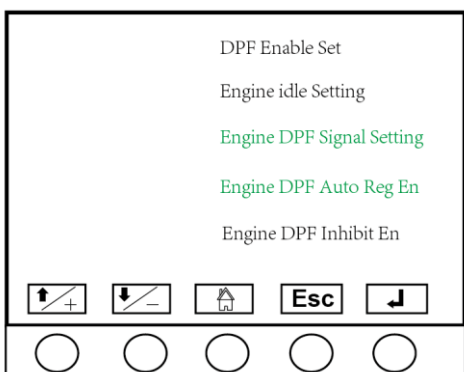 DPF Enable Set
Engine idle Setting
Engine DPF Signal Setting
Engine DPF Auto Reg En
Engine DPF Inhibit En
+ - Esc